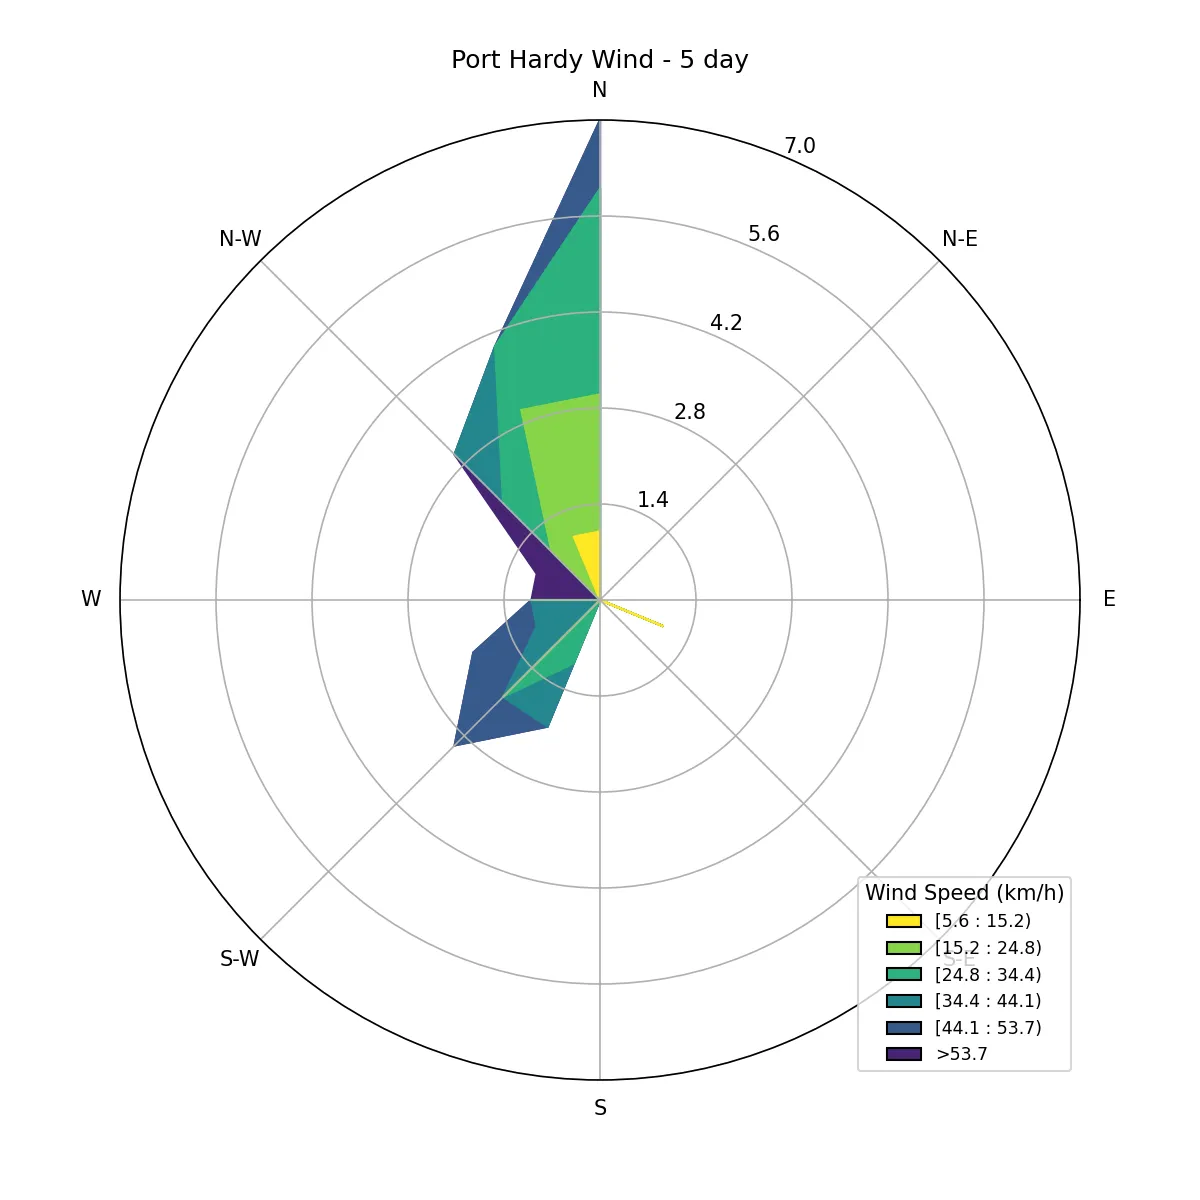 Port Hardy Wind - 5 day
N
7.0
N-W
N-E
5.6
4.2
2.8
1.4
W
E
Wind Speed (km/h)
[5.6 : 15.2)
[15.2 : 24.8)
S-W
S-E
[24.8 : 34.4)
[34.4 : 44.1)
[44.1 : 53.7)
>53.7
S